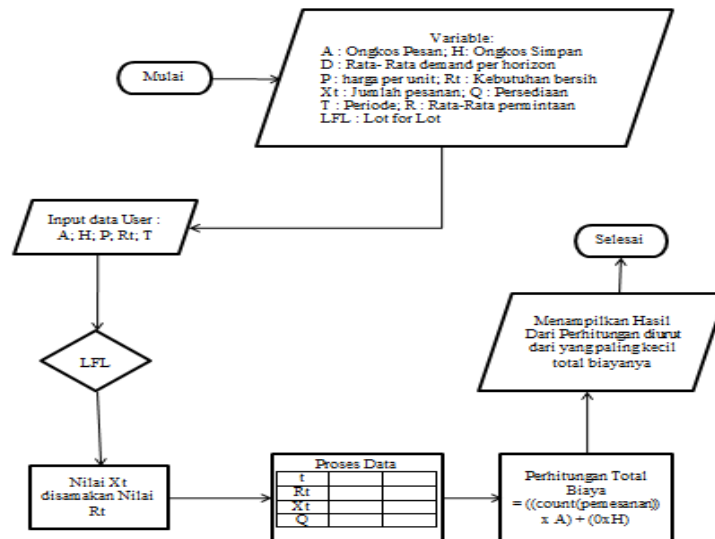 Mulai
Variable:
A : Ongkos Pesan; H: Ongkos Simpan
D : Rata- Rata demand per horizon
P : harga per unit; Rt : Kebutuhan bersih
Xt : Jumlah pesanan; Q : Persediaan
T : Periode; R : Rata-Rata permintaan
LFL : Lot for Lot
Input data User :
A; H; P; Rt; T
LFL
Nilai Xt
disamakan Nilai
Rt
Proses Data
t
Rt
Xt
Q
Perhitungan Total
Biaya
= ((count(pemesanan))
x A) + (0xH)
Menampilkan Hasil
Dari Perhitungan diurut
dari yang paling kecil
total biayanya
Selesai